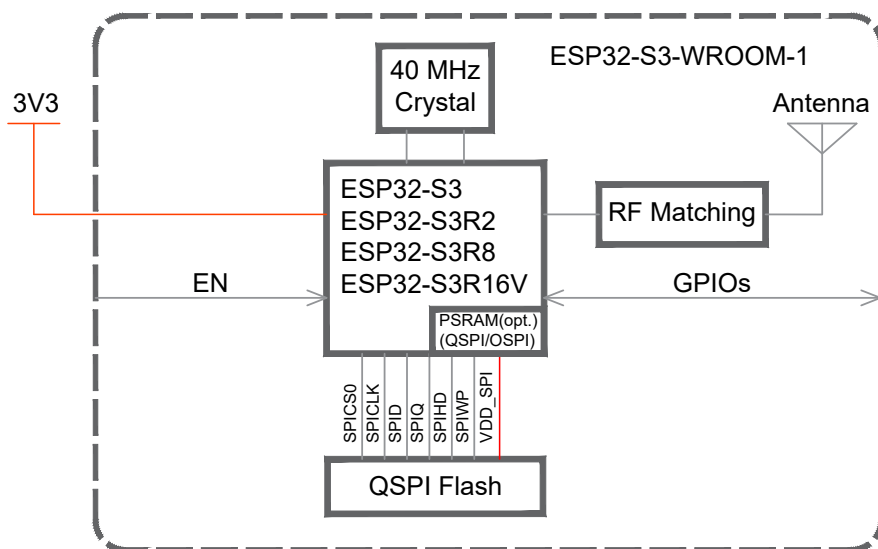 ESP32-S3-WROOM-1
40 MHz
Crystal
3V3
Antenna
ESP32-S3
ESP32-S3R2
ESP32-S3R8
ESP32-S3R16V
RF Matching
EN
GPIOs
PSRAM(opt.)
(QSPI/OSPI)
SPICS0
SPICLK
SPID
SPIQ
SPIHD
SPIWP
VDD_SPI
QSPI Flash